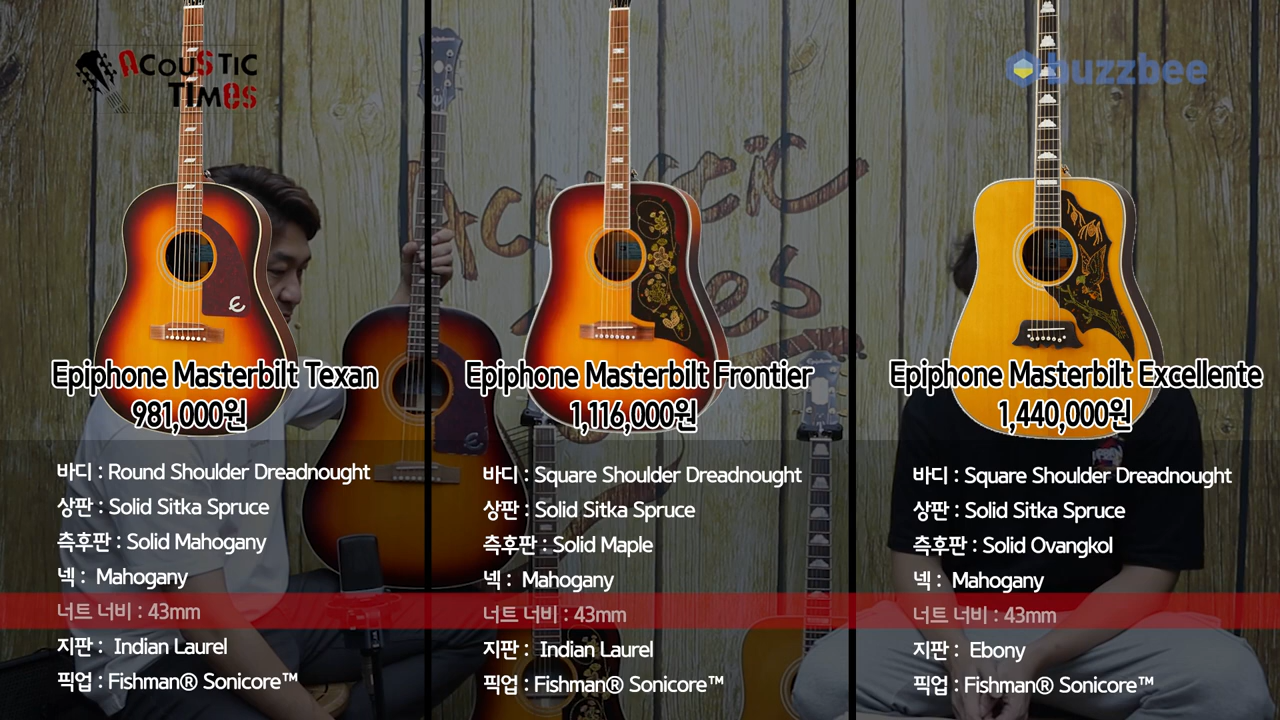 AcouSTic
TImes
buzzbee
Acoustic
Times
Epiphone Masterbilt Texan
981,000원
바디 : Round Shoulder Dreadnought
상판 : Solid Sitka Spruce
측후판 : Solid Mahogany
넥 : Mahogany
너트 너비 : 43mm
지판 : Indian Laurel
픽업 : Fishman® Sonicore™
Epiphone Masterbilt Frontier
1,116,000원
바디 : Square Shoulder Dreadnought
상판 : Solid Sitka Spruce
측후판 : Solid Maple
넥 : Mahogany
너트 너비 : 43mm
지판 : Indian Laurel
픽업 : Fishman® Sonicore™
Epiphone Masterbilt Excellente
1,440,000원
바디 : Square Shoulder Dreadnought
상판 : Solid Sitka Spruce
측후판 : Solid Ovangkol
넥 : Mahogany
너트 너비 : 43mm
지판 : Ebony
픽업 : Fishman® Sonicore™